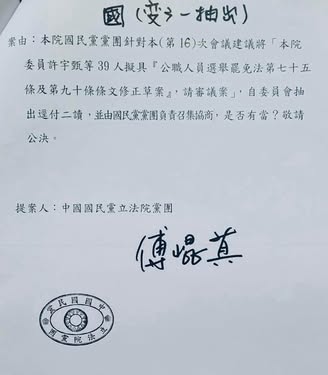 國(变3一抽出)
案由:本院國民黨黨團針對本(第16)次會議建議將「本院
委員許宇甄等39人擬具『公職人員選舉罷免法第七十五
條及第九十條條文修正草案』,請審議案」,自委員會抽
出逕付二讀,並由國民黨黨團負責召集協商,是否有當?敬請
公決。
提案人:中國國民黨立法院黨團
傅崐萁
中國國民黨
立法院黨團